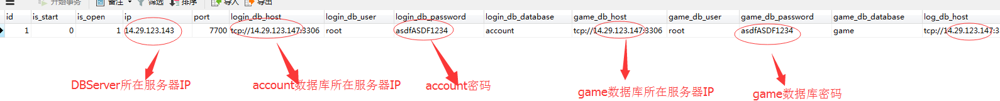 开始事务 备注 筛选 排序 导入 导出
id is_start is_open ip port login_db_host login_db_user login_db_password login_db_database game_db_host game_db_user game_db_password game_db_database log_db_host
1 0 1 14.29.123.143 7700 tcp://14.29.123.147:3306 root asdfASDF1234 account tcp://14.29.123.147:3306 root asdfASDF1234 game tcp://14.29.123.147:3
DBServer所在服务器IP account数据库所在服务器IP account密码 game数据库所在服务器IP game数据库密码